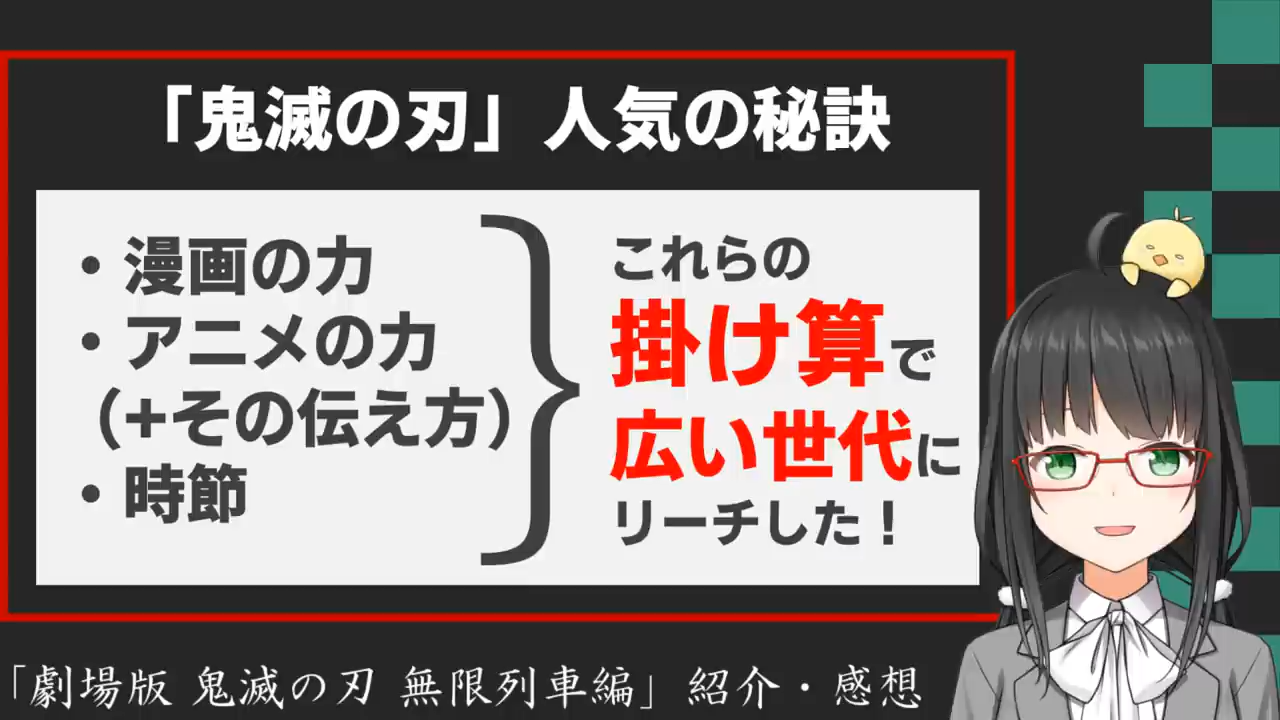 「鬼滅の刃」人気の秘訣
・漫画の力
・アニメの力
(+その伝え方)
・時節
これらの
掛け算で
広い世代に
リーチした！
「劇場版 鬼滅の刃 無限列車編」紹介・感想